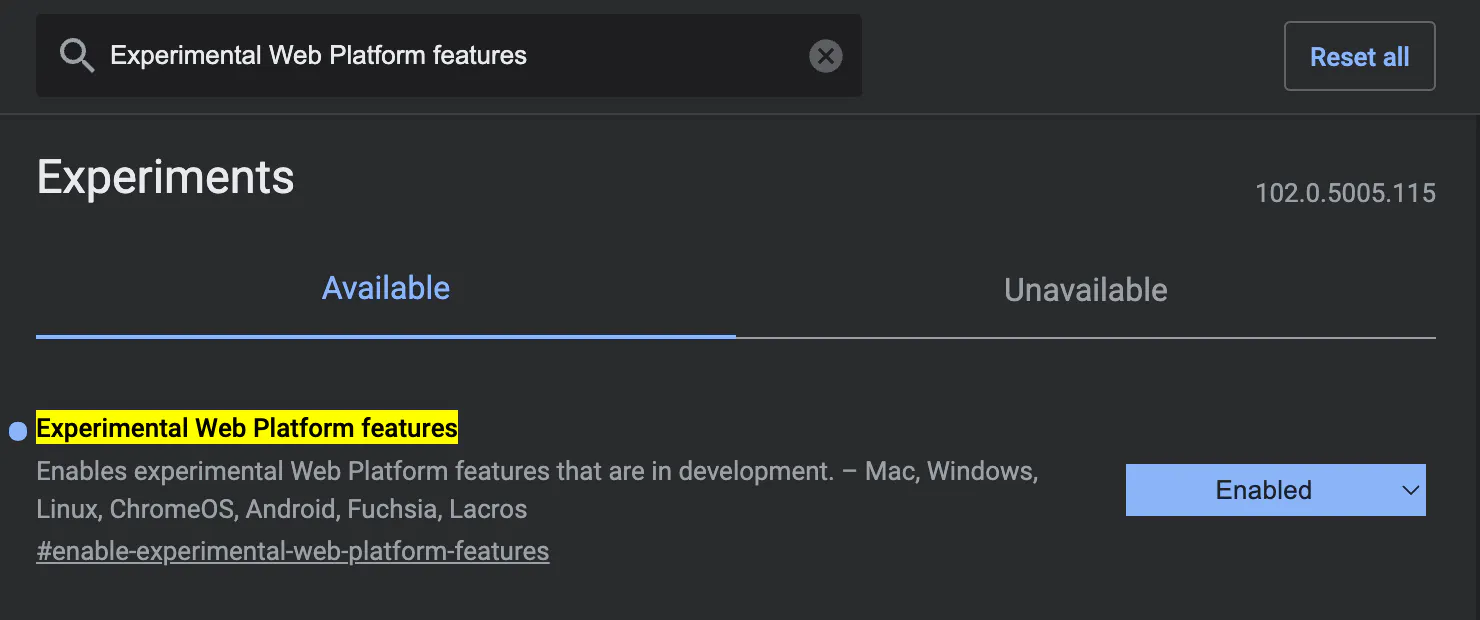 Experimental Web Platform features
Reset all
Experiments
102.0.5005.115
Available
Unavailable
Experimental Web Platform features
Enables experimental Web Platform features that are in development. – Mac, Windows,
Linux, ChromeOS, Android, Fuchsia, Lacros
#enable-experimental-web-platform-features
Enabled